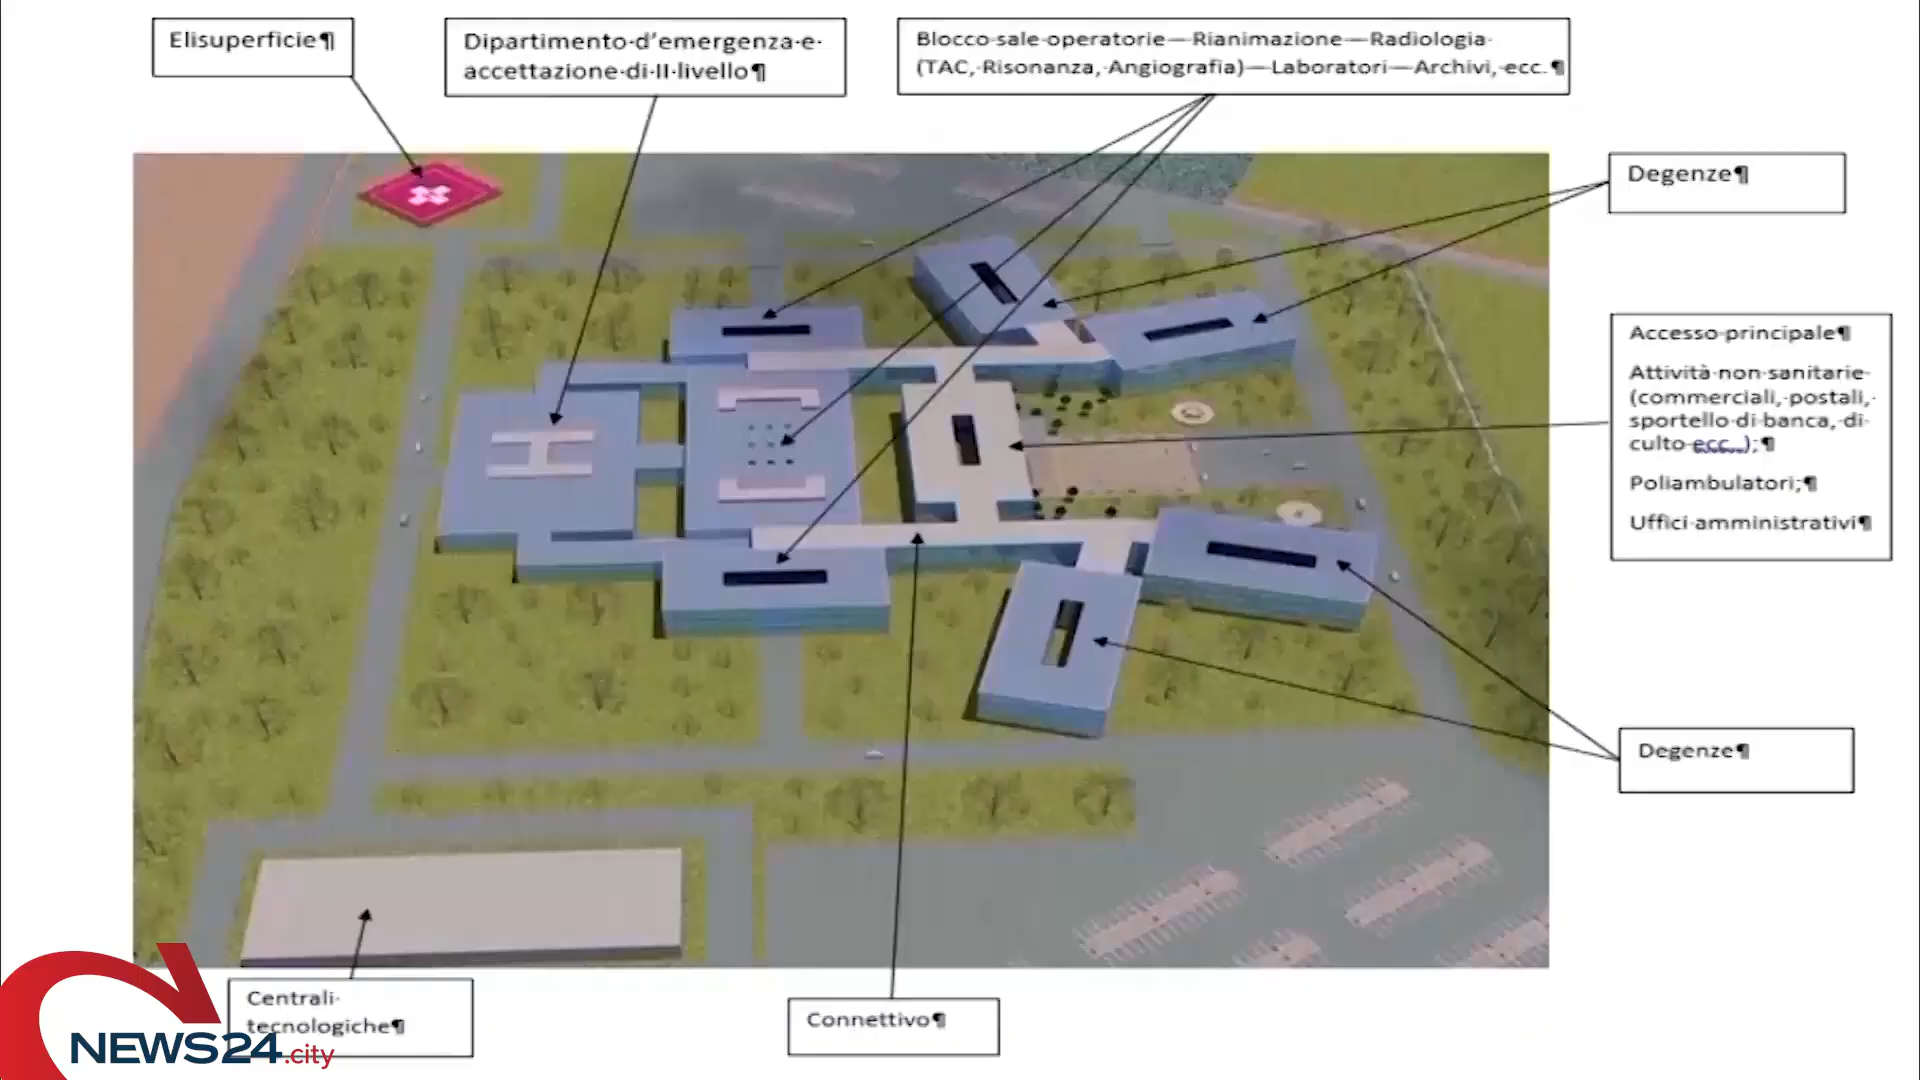 Elisuperficie¶
Dipartimento·d’emergenza·e·
accettazione·di·II·livello¶
Blocco·sale·operatorie—Rianimazione—Radiologia·
(TAC,·Risonanza,·Angiografia)—Laboratori—Archivi,·ecc.¶
Degenze¶
Accesso·principale¶
Attività·non·sanitarie·
(commerciali,·postali,·
sportello·di·banca,·di·
culto·ecc...);¶
Poliambulatori;¶
Uffici·amministrativi¶
Degenze¶
Centrali·
tecnologiche¶
Connettivo¶
NEWS24.city